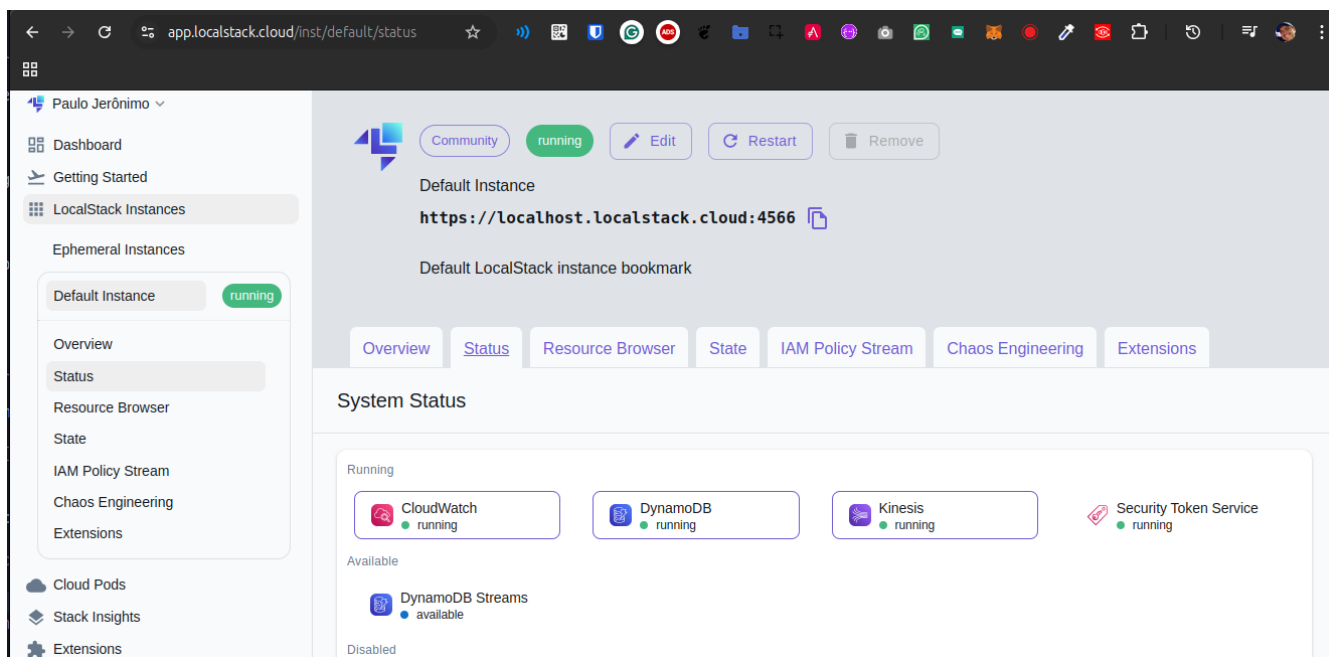 app.localstack.cloud/inst/default/status
ADS
Paulo Jerônimo
Dashboard
Getting Started
LocalStack Instances
Ephemeral Instances
Default Instance running
Overview
Status
Resource Browser
State
IAM Policy Stream
Chaos Engineering
Extensions
Cloud Pods
Stack Insights
Extensions
Community running Edit Restart Remove
Default Instance
https://localhost.localstack.cloud:4566
Default LocalStack instance bookmark
Overview Status Resource Browser State IAM Policy Stream Chaos Engineering Extensions
System Status
Running
CloudWatch
running
DynamoDB
running
Kinesis
running
Security Token Service
running
Available
DynamoDB Streams
available
Disabled